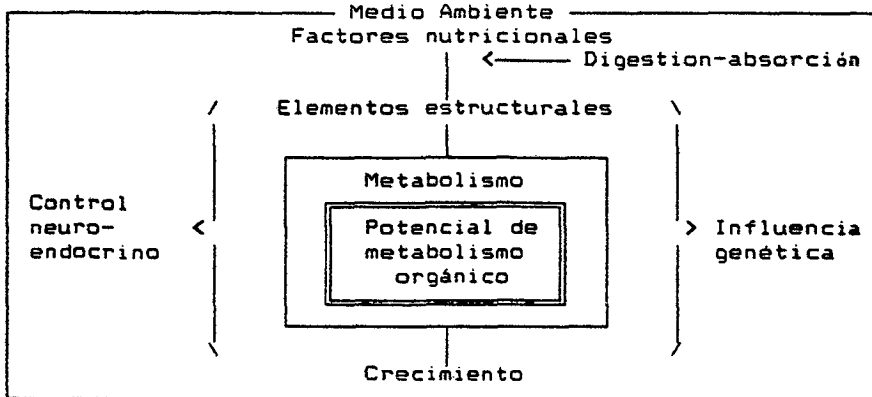 Medio Ambiente
Factores nutricionales
< Digestion-absorción
Elementos estructurales
Metabolismo
Control
neuro-
endocrino
<
Potencial de
metabolismo
orgánico
> Influencia
genética
Crecimiento